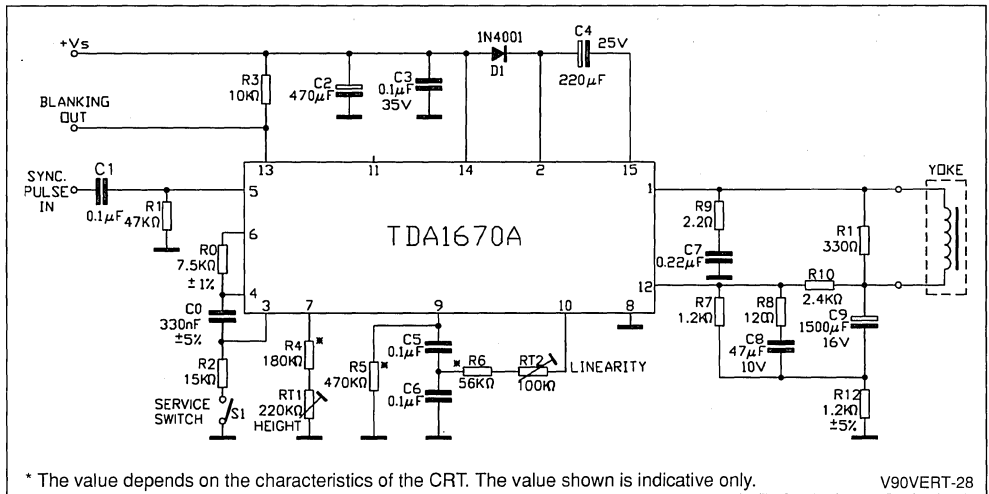 +Vs
1N4001
D1
C4
25V
220μF
R3
10KΩ
C2
470μF
C3
0.1μF
35V
BLANKING
OUT
13
11
14
2
15
SYNC.
PULSE
IN
C1
0.1μF
R1
47KΩ
5
TDA1670A
1
YOKE
R9
2.2Ω
R11
330Ω
6
R0
7.5KΩ
±1%
C7
0.22μF
12
R10
2.4KΩ
4
3
7
9
10
8
C0
330nF
±5%
R7
1.2KΩ
R8
120Ω
C9
1500μF
16V
C8
47μF
10V
R4
*
180KΩ
C5
0.1μF
R5
*
470KΩ
*
R6
56KΩ
RT2
100KΩ
LINEARITY
R2
15KΩ
RT1
220KΩ
HEIGHT
C6
0.1μF
R12
1.2KΩ
±5%
SERVICE
SWITCH
S1
* The value depends on the characteristics of the CRT. The value shown is indicative only.
V90VERT-28